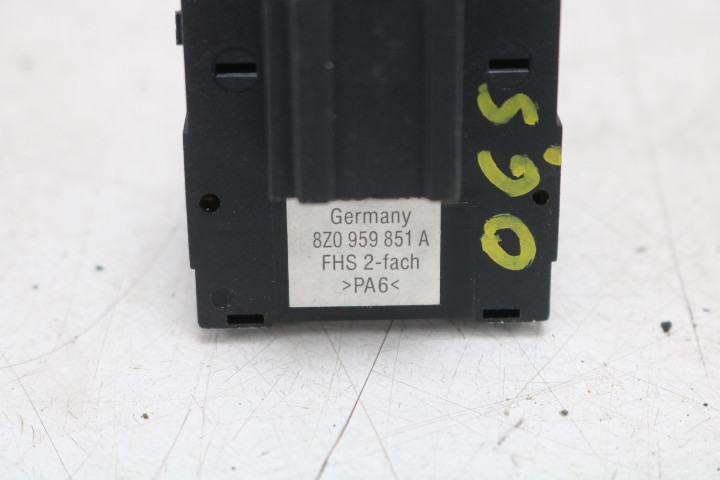 Germany
8Z0 959 851 A
FHS 2-fach
>PA6<